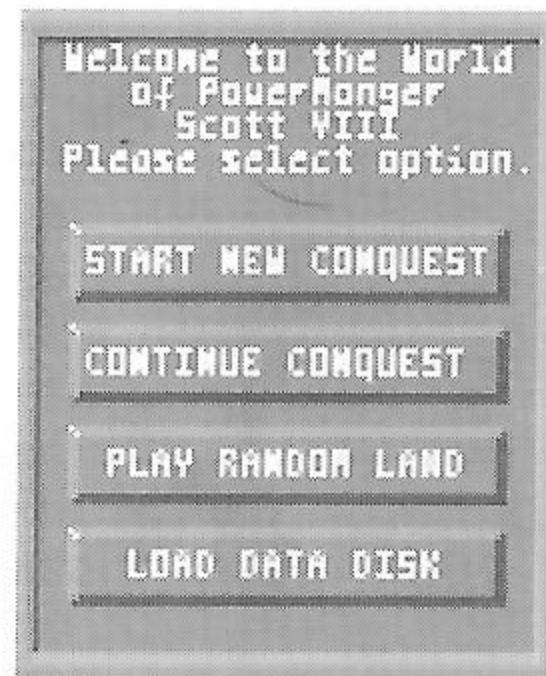 Welcome to the World
of PowerMonger
Scott VIII
Please select option.
START NEW CONQUEST
CONTINUE CONQUEST
PLAY RANDOM LAND
LOAD DATA DISK